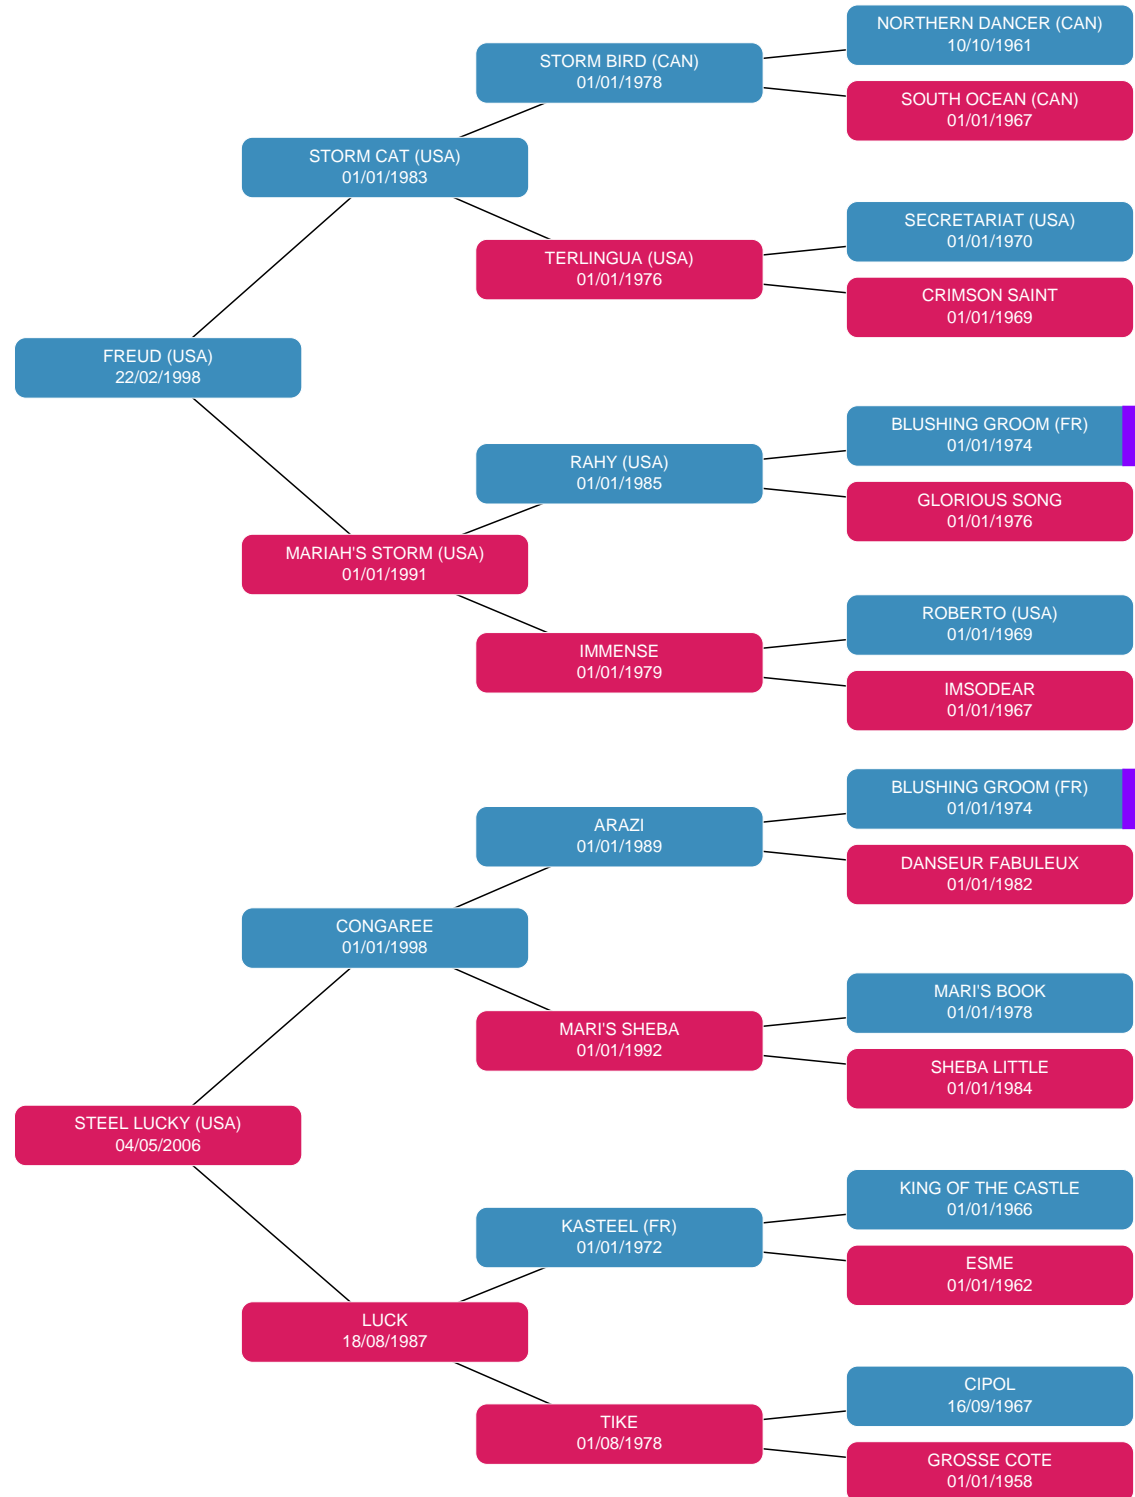 NORTHERN DANCER (CAN)
10/10/1961
STORM BIRD (CAN)
01/01/1978
SOUTH OCEAN (CAN)
01/01/1967
STORM CAT (USA)
01/01/1983
SECRETARIAT (USA)
01/01/1970
TERLINGUA (USA)
01/01/1976
CRIMSON SAINT
01/01/1969
FREUD (USA)
22/02/1998
BLUSHING GROOM (FR)
01/01/1974
RAHY (USA)
01/01/1985
GLORIOUS SONG
01/01/1976
MARIAH'S STORM (USA)
01/01/1991
ROBERTO (USA)
01/01/1969
IMMENSE
01/01/1979
IMSODEAR
01/01/1967
BLUSHING GROOM (FR)
01/01/1974
ARAZI
01/01/1989
DANSEUR FABULEUX
01/01/1982
CONGAREE
01/01/1998
MARI'S BOOK
01/01/1978
MARI'S SHEBA
01/01/1992
SHEBA LITTLE
01/01/1984
STEEL LUCKY (USA)
04/05/2006
KING OF THE CASTLE
01/01/1966
KASTEEL (FR)
01/01/1972
ESME
01/01/1962
LUCK
18/08/1987
CIPOL
16/09/1967
TIKE
01/08/1978
GROSSE COTE
01/01/1958